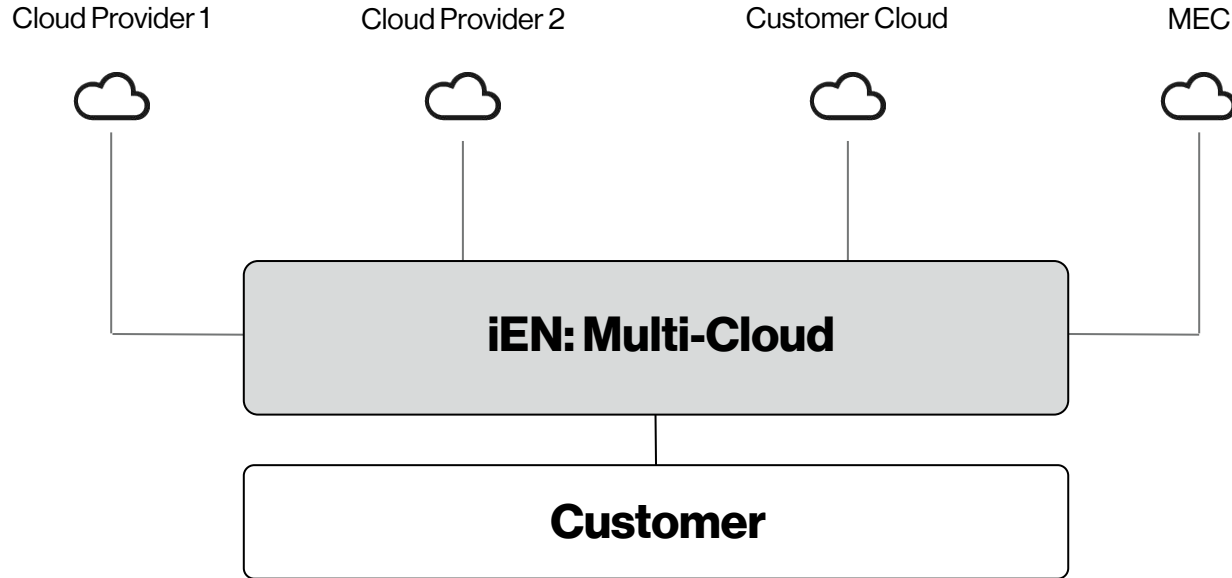 Cloud Provider 1
Cloud Provider 2
Customer Cloud
MEC
iEN: Multi-Cloud
Customer